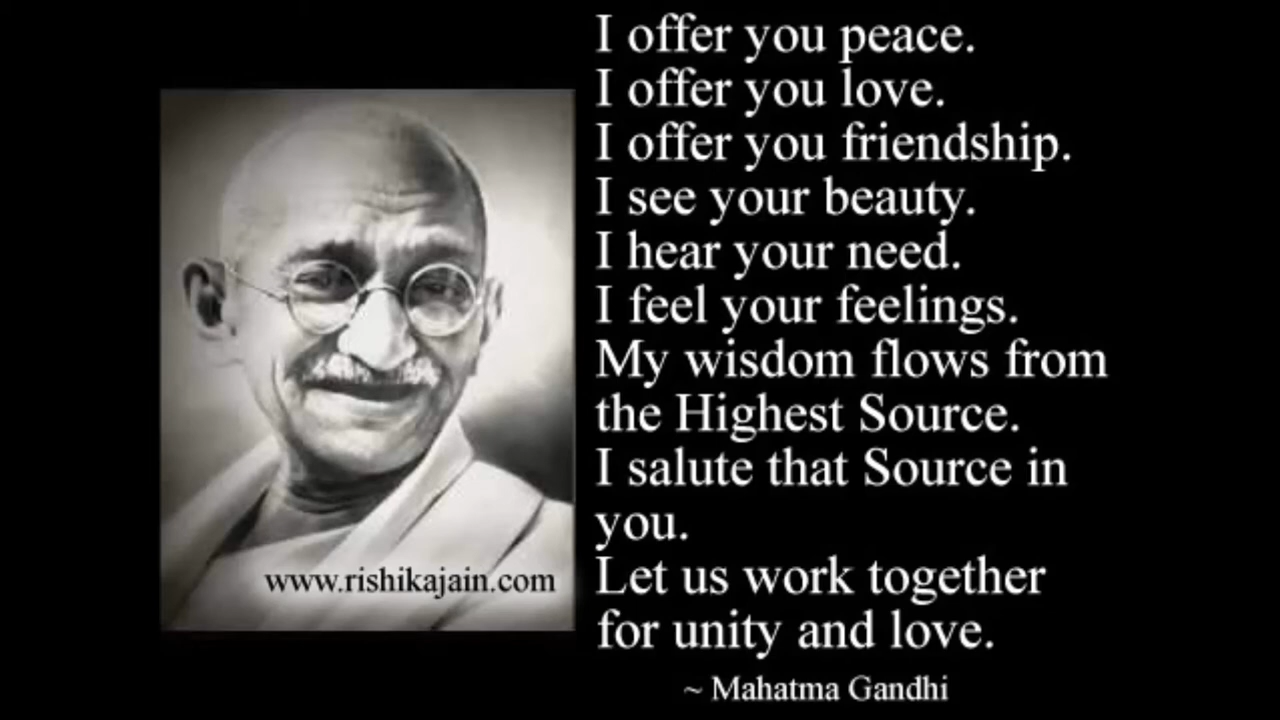 I offer you peace.
I offer you love.
I offer you friendship.
I see your beauty.
I hear your need.
I feel your feelings.
My wisdom flows from
the Highest Source.
I salute that Source in
you.
Let us work together
for unity and love.
~ Mahatma Gandhi
www.rishikajain.com